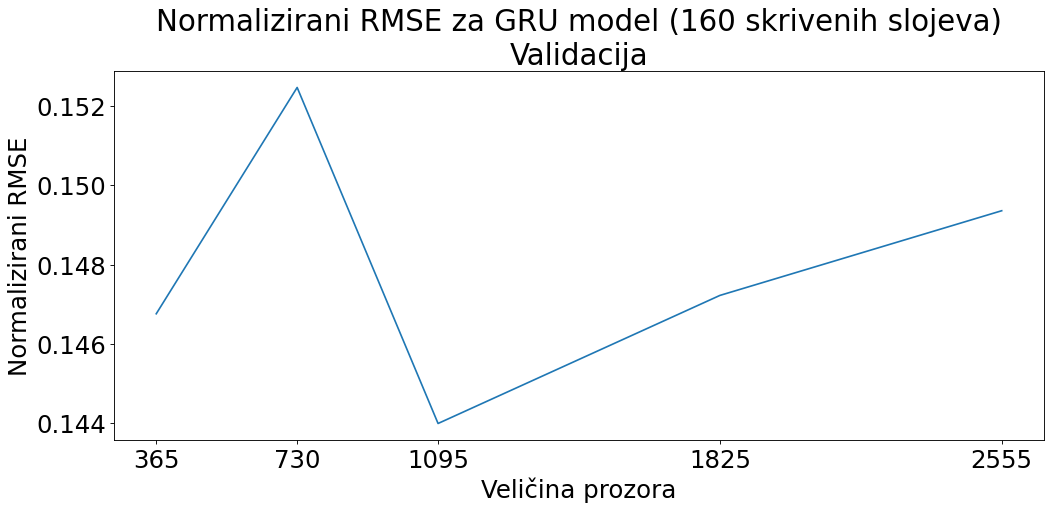 Normalizirani RMSE za GRU model (160 skrivenih slojeva)
Validacija
Normalizirani RMSE
0.152
0.150
0.148
0.146
0.144
365 730 1095 1825 2555
Veličina prozora